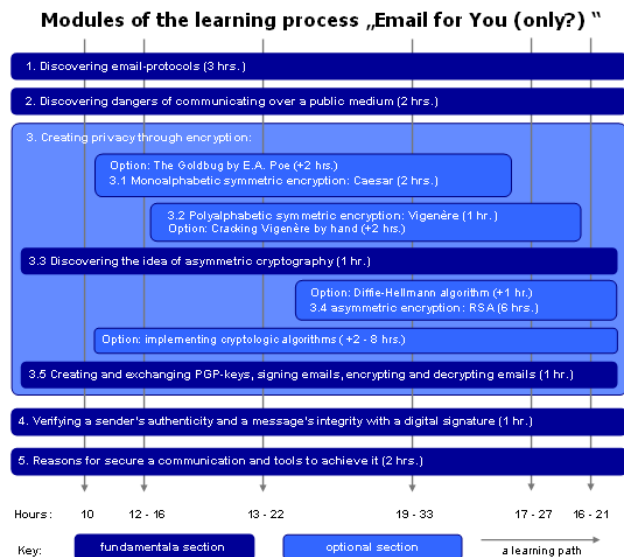 Modules of the learning process „Email for You (only?) “
1. Discovering email-protocols (3 hrs.)
2. Discovering dangers of communicating over a public medium (2 hrs.)
3. Creating privacy through encryption:
Option: The Goldbug by E.A. Poe (+2 hrs.)
3.1 Monoalphabetic symmetric encryption: Caesar (2 hrs.)
3.2 Polyalphabetic symmetric encryption: Vigenère (1 hr.)
Option: Cracking Vigenère by hand (+2 hrs.)
3.3 Discovering the idea of asymmetric cryptography (1 hr.)
Option: Diffie-Hellmann algorithm (+1 hr.)
3.4 asymmetric encryption: RSA (6 hrs.)
Option: implementing cryptologic algorithms ( +2 - 8 hrs.)
3.5 Creating and exchanging PGP-keys, signing emails, encrypting and decrypting emails (1 hr.)
4. Verifying a sender's authenticity and a message's integrity with a digital signature (1 hr.)
5. Reasons for secure a communication and tools to achieve it (2 hrs.)
Hours: 10 12 - 16 13 - 22 19 - 33 17 - 27 16 - 21
Key: fundamentala section optional section a learning path